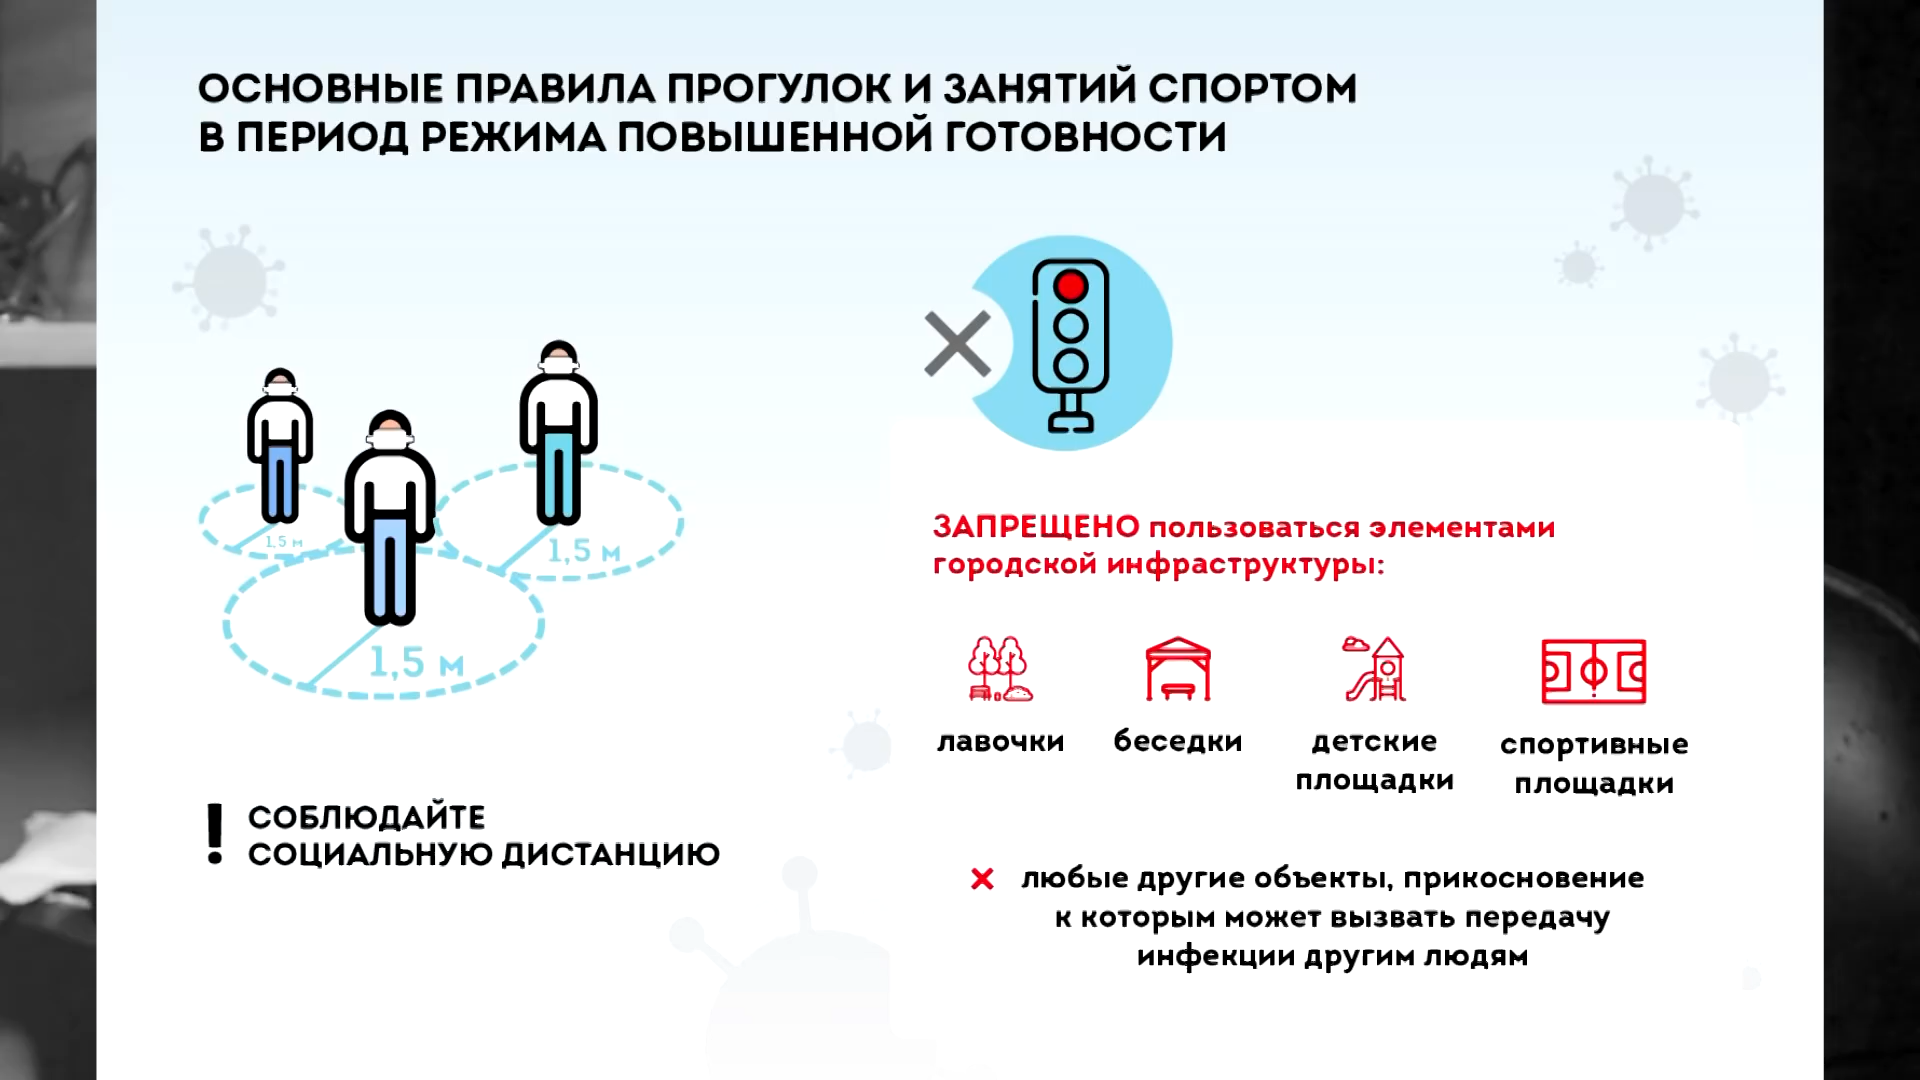 ОСНОВНЫЕ ПРАВИЛА ПРОГУЛОК И ЗАНЯТИЙ СПОРТОМ
В ПЕРИОД РЕЖИМА ПОВЫШЕННОЙ ГОТОВНОСТИ
1,5 м
1,5 м
1,5 м
! СОБЛЮДАЙТЕ
СОЦИАЛЬНУЮ ДИСТАНЦИЮ
ЗАПРЕЩЕНО пользоваться элементами
городской инфраструктуры:
лавочки
беседки
детские
площадки
спортивные
площадки
любые другие объекты, прикосновение
к которым может вызвать передачу
инфекции другим людям